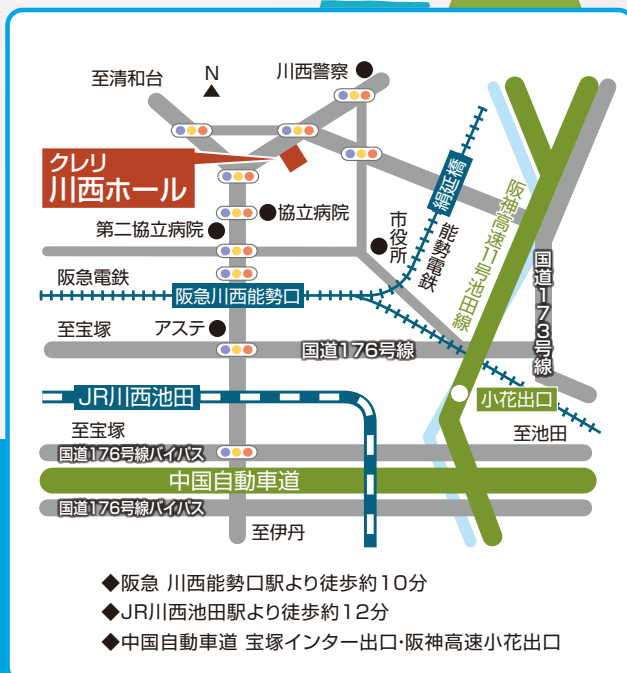 至清和台
N
川西警察
クレリ
川西ホール
協立病院
第二協立病院
市役所
絹延橋
能勢電鉄
阪神高速11号池田線
国道173号線
阪急電鉄
阪急川西能勢口
至宝塚
アステ
国道176号線
JR川西池田
小花出口
至宝塚
至池田
国道176号線バイパス
中国自動車道
国道176号線バイパス
至伊丹
◆阪急 川西能勢口駅より徒歩約10分
◆JR川西池田駅より徒歩約12分
◆中国自動車道 宝塚インター出口・阪神高速小花出口